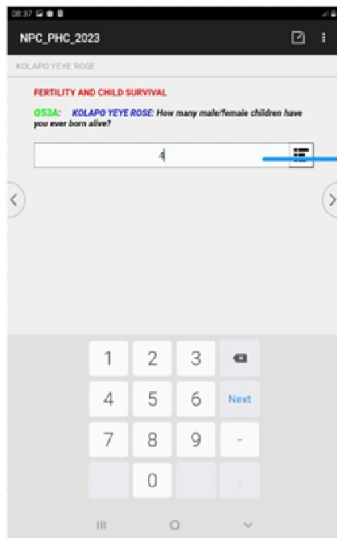 08:37
NPC_PHC_2023
KOLAPO YEYE ROSE
FERTILITY AND CHILD SURVIVAL
Q53A: KOLAPO YEYE ROSE: How many male/female children have
you ever born alive?
4
1 2 3
4 5 6 Next
7 8 9 -
0 .